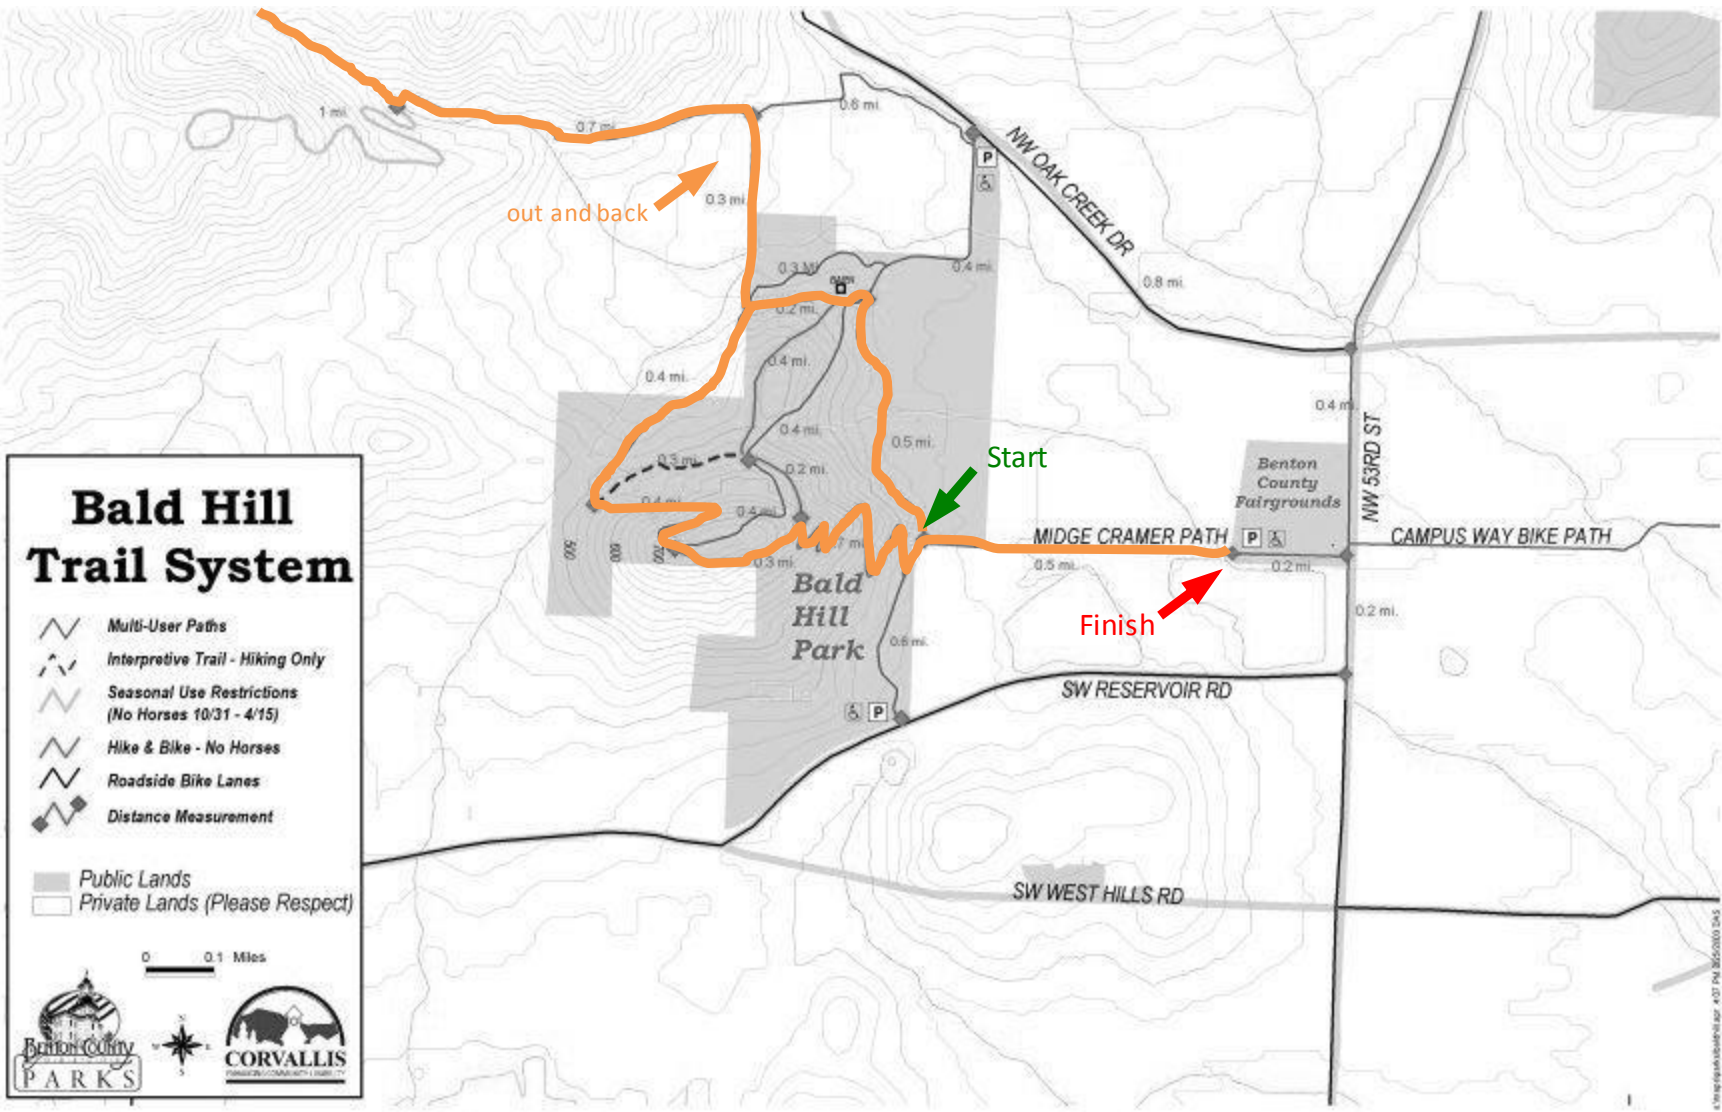 1 mi.
0.7 mi.
0.6 mi.
NW OAK CREEK DR
P
out and back
0.3 mi.
0.3 Mi
0.4 mi.
0.8 mi.
BARN
0.2 mi.
0.4 mi.
0.4 mi.
0.4 mi.
0.4 mi.
0.5 mi.
NW 53RD ST
Start
0.3 mi.
0.2 mi.
Benton
County
Fairgrounds
0.4 mi.
0.4 mi.
7 mi.
MIDGE CRAMER PATH
P
CAMPUS WAY BIKE PATH
500
600
700
0.3 mi.
0.5 mi.
0.2 mi.
Bald
Hill
Park
Finish
0.2 mi.
0.6 mi.
SW RESERVOIR RD
P
SW WEST HILLS RD
Bald Hill
Trail System
Multi-User Paths
Interpretive Trail - Hiking Only
Seasonal Use Restrictions
(No Horses 10/31 - 4/15)
Hike & Bike - No Horses
Roadside Bike Lanes
Distance Measurement
Public Lands
Private Lands (Please Respect)
0 0.1 Miles
N
W E
S
Benton County
PARKS
CORVALLIS